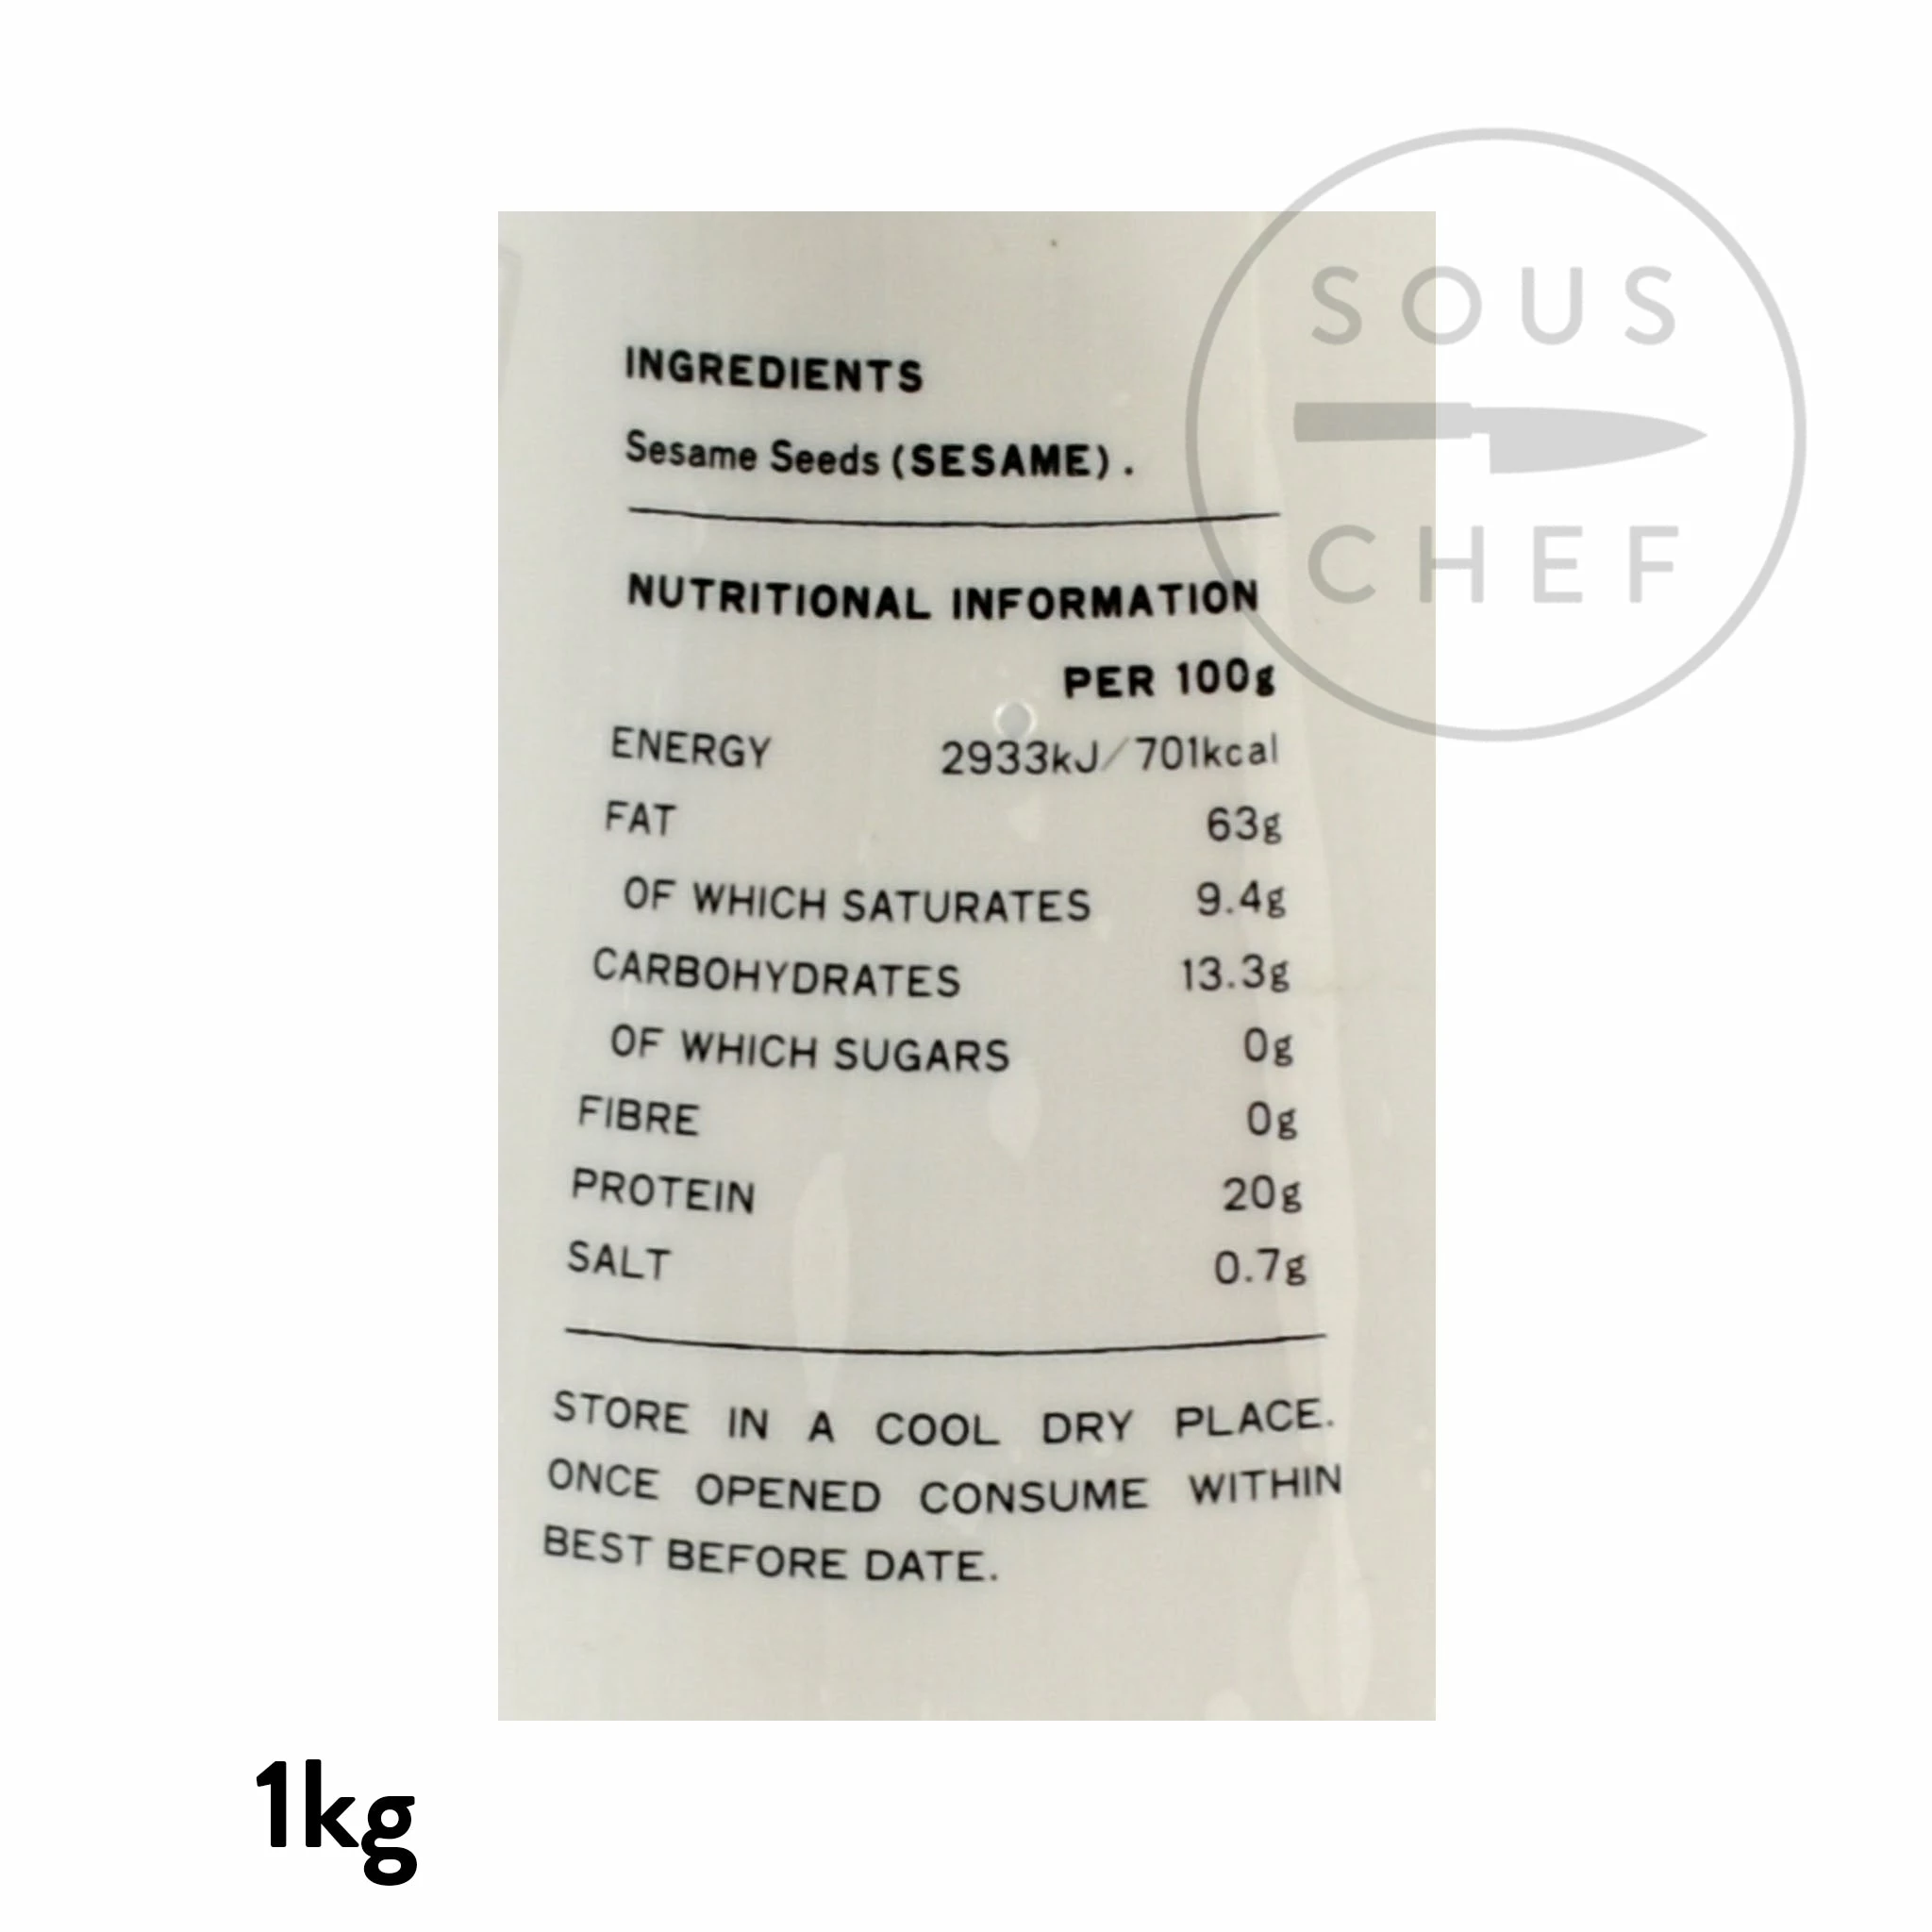 SOUS
CHEF
INGREDIENTS
Sesame Seeds (SESAME).
NUTRITIONAL INFORMATION
PER 100g
ENERGY 2933kJ/701kcal
FAT 63g
OF WHICH SATURATES 9.4g
CARBOHYDRATES 13.3g
OF WHICH SUGARS 0g
FIBRE 0g
PROTEIN 20g
SALT 0.7g
STORE IN A COOL DRY PLACE.
ONCE OPENED CONSUME WITHIN
BEST BEFORE DATE.
1kg